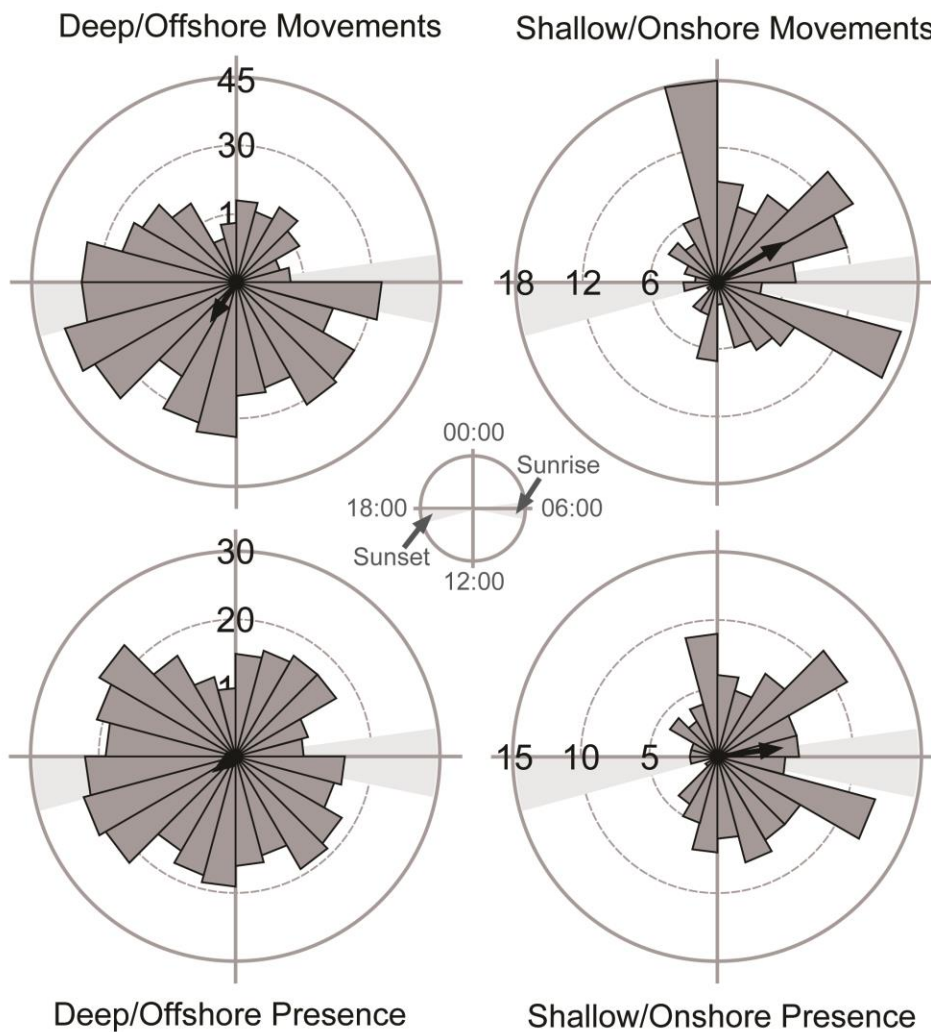 Deep/Offshore Movements
Shallow/Onshore Movements
45
30
18 12 6
00:00
Sunrise
18:00 06:00
Sunset
12:00
30
20
15 10 5
Deep/Offshore Presence
Shallow/Onshore Presence